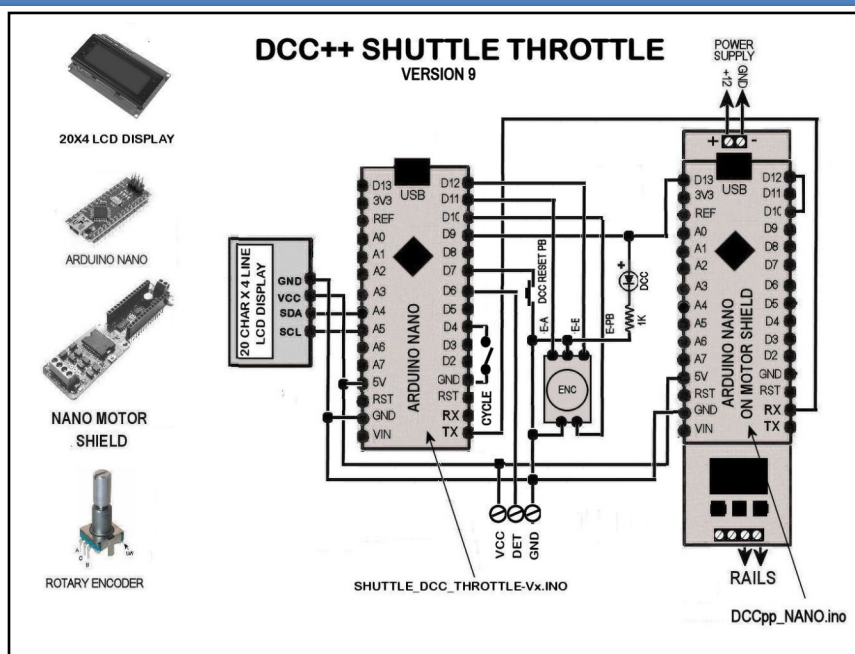 DCC++ SHUTTLE THROTTLE
VERSION 9
POWER
SUPPLY
+12
GND
+
-
20X4 LCD DISPLAY
ARDUINO NANO
NANO MOTOR
SHIELD
ROTARY ENCODER
A
C
B
20 CHAR X 4 LINE
LCD DISPLAY
GND
VCC
SDA
SCL
USB
D13
3V3
REF
A0
A1
A2
A3
A4
A5
A6
A7
5V
RST
GND
VIN
ARDUINO NANO
D12
D11
D10
D9
D8
D7
D6
D5
D4
D3
D2
GND
RST
RX
TX
CYCLE
DCC RESET PB
E-A
E-E
E-PB
ENC
+
DCC
1K
VCC
DET
GND
USB
D13
3V3
REF
A0
A1
A2
A3
A4
A5
A6
A7
5V
RST
GND
VIN
ARDUINO NANO
ON MOTOR SHIELD
D12
D11
D10
D9
D8
D7
D6
D5
D4
D3
D2
GND
RST
RX
TX
RAILS
SHUTTLE_DCC_THROTTLE-Vx.INO
DCCpp_NANO.ino